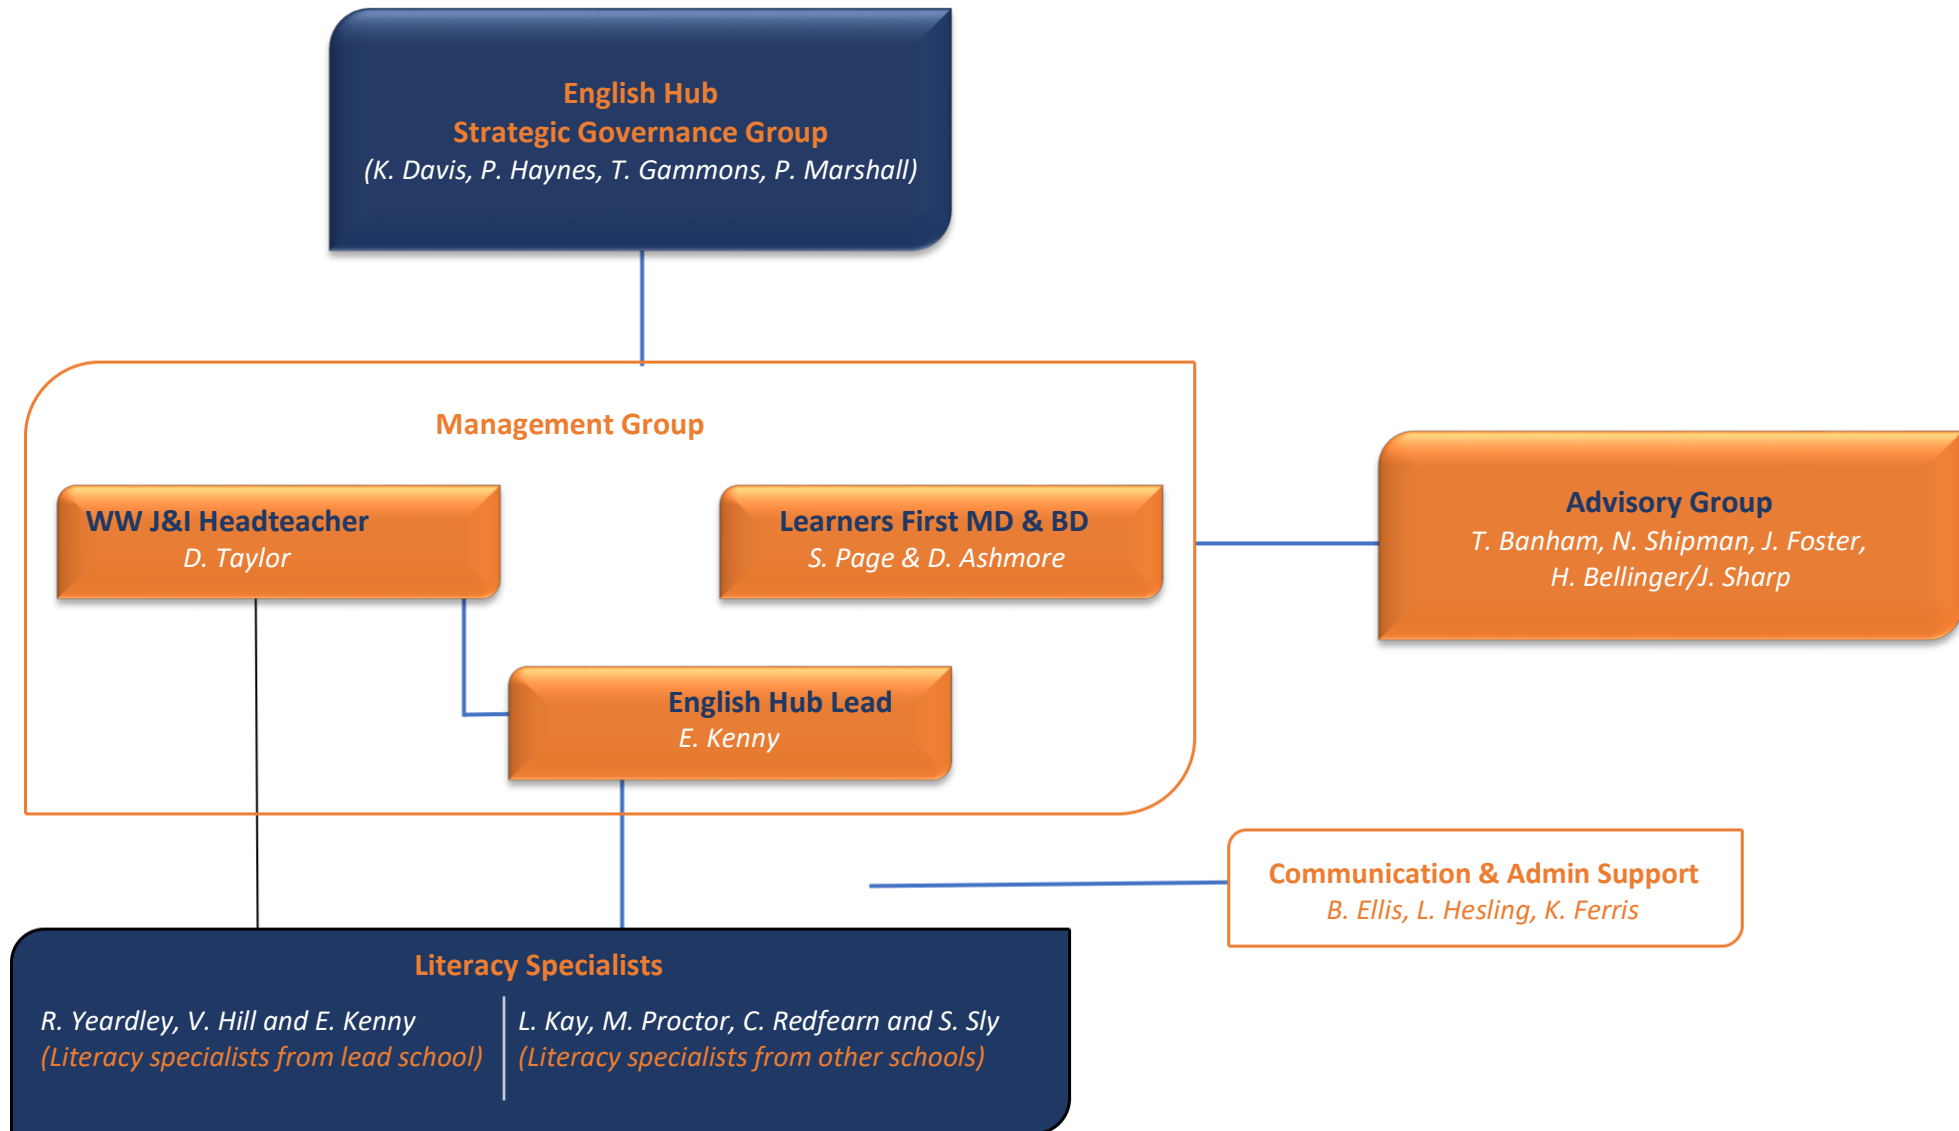 English Hub
Strategic Governance Group
(K. Davis, P. Haynes, T. Gammons, P. Marshall)
Management Group
WW J&I Headteacher
D. Taylor
Learners First MD & BD
S. Page & D. Ashmore
Advisory Group
T. Banham, N. Shipman, J. Foster,
H. Bellinger/J. Sharp
English Hub Lead
E. Kenny
Communication & Admin Support
B. Ellis, L. Hesling, K. Ferris
Literacy Specialists
R. Yeardley, V. Hill and E. Kenny
(Literacy specialists from lead school)
L. Kay, M. Proctor, C. Redfearn and S. Sly
(Literacy specialists from other schools)